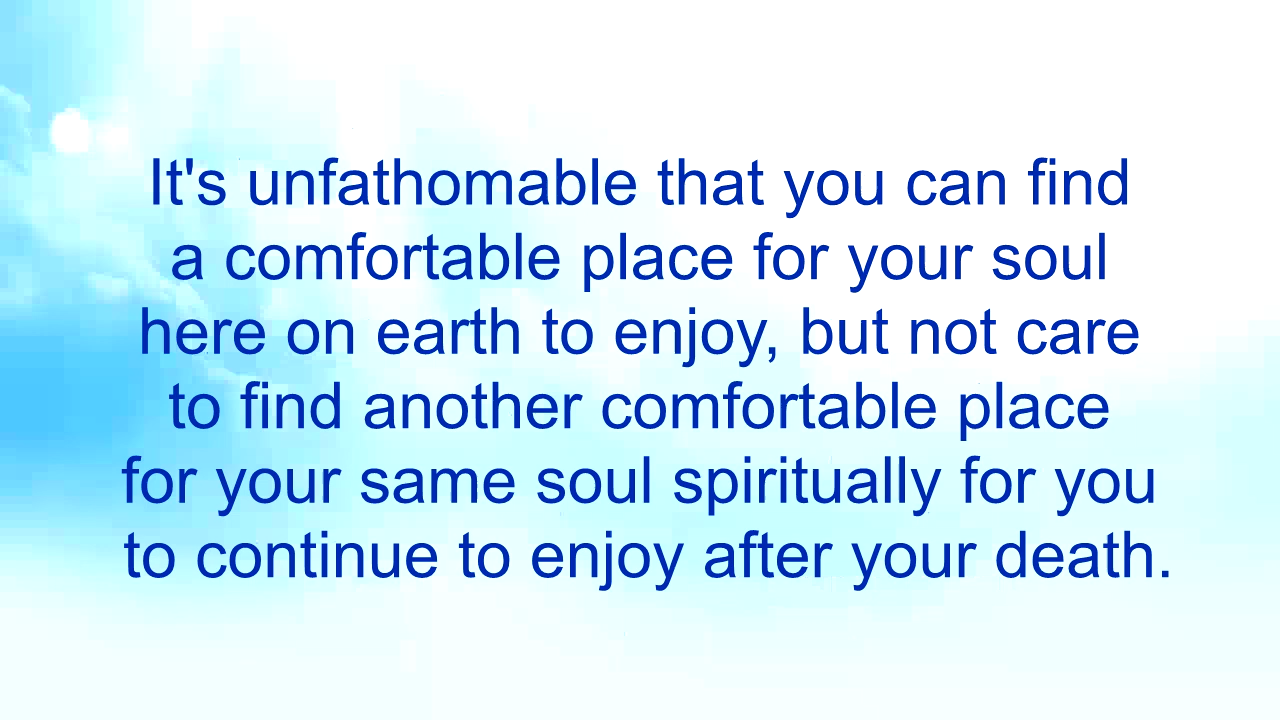 It's unfathomable that you can find
a comfortable place for your soul
here on earth to enjoy, but not care
to find another comfortable place
for your same soul spiritually for you
to continue to enjoy after your death.